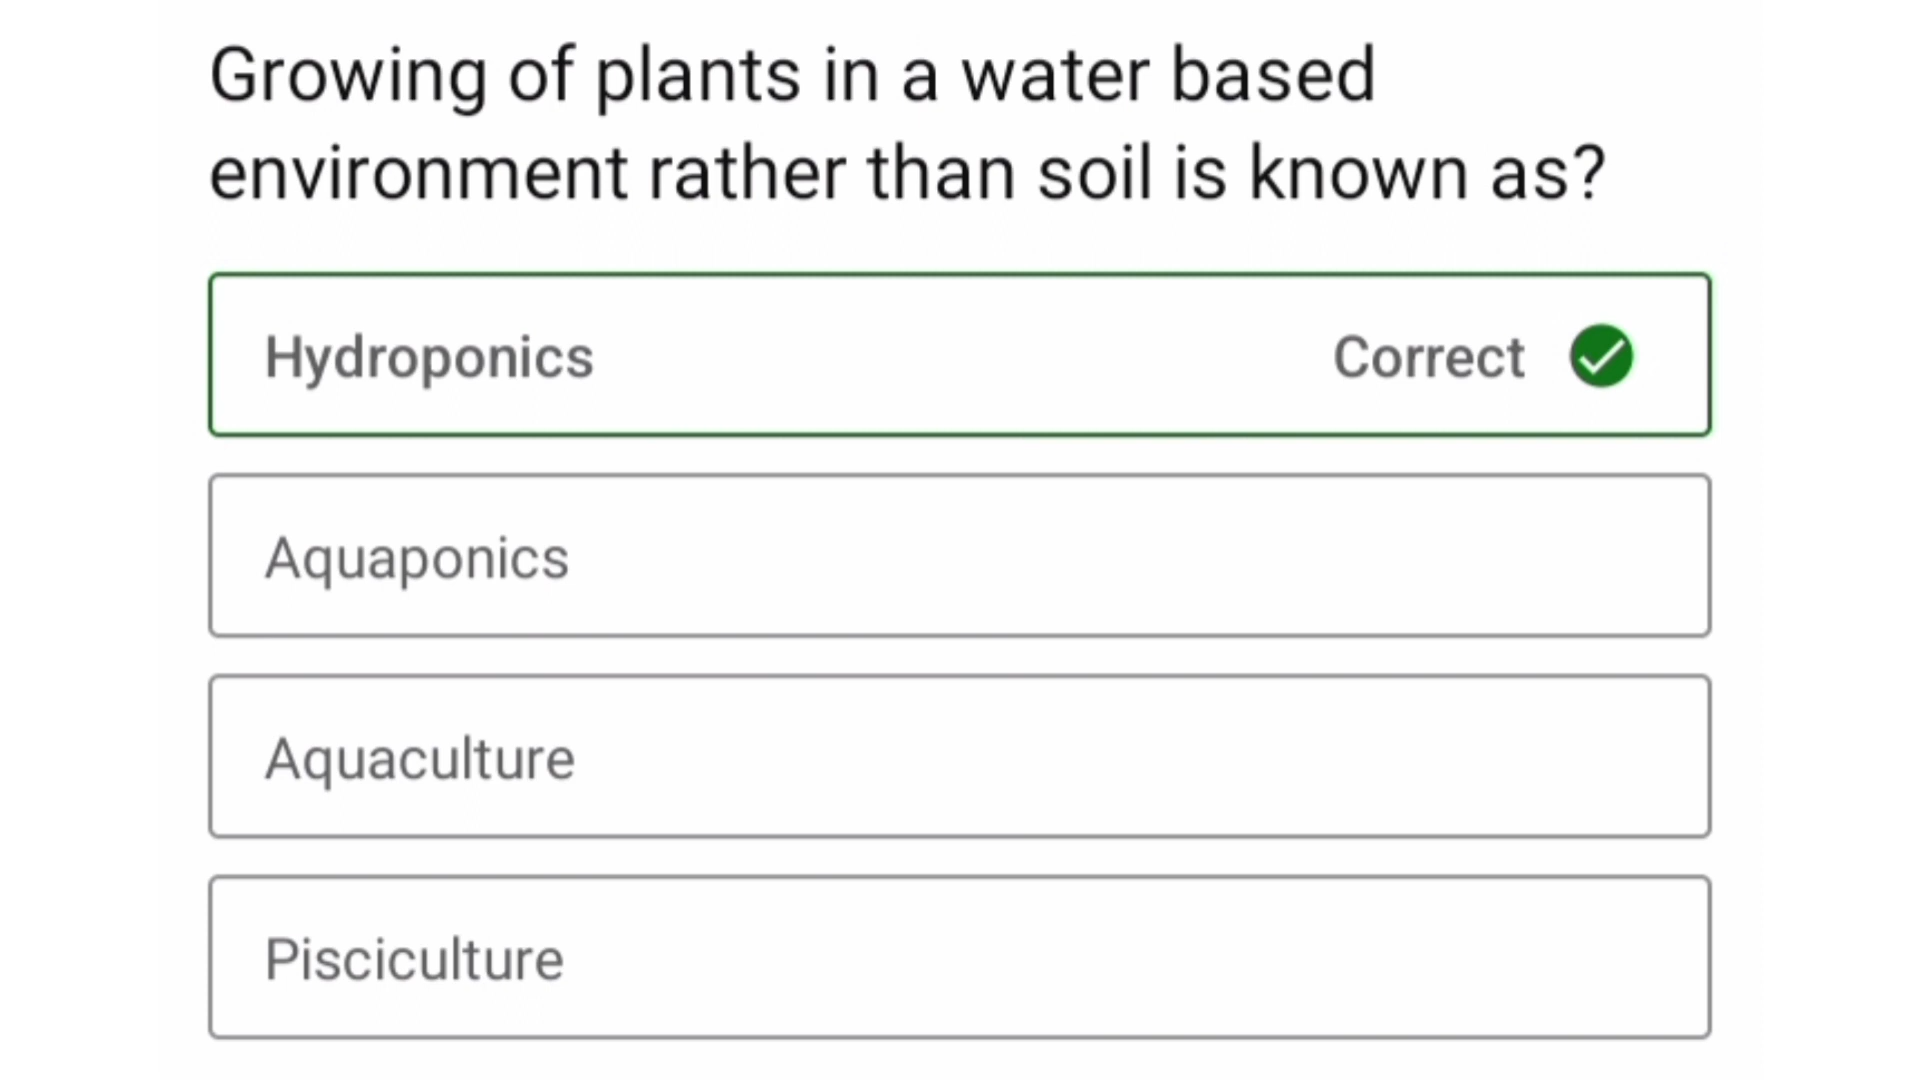 Growing of plants in a water based
environment rather than soil is known as?
Hydroponics Correct
Aquaponics
Aquaculture
Pisciculture